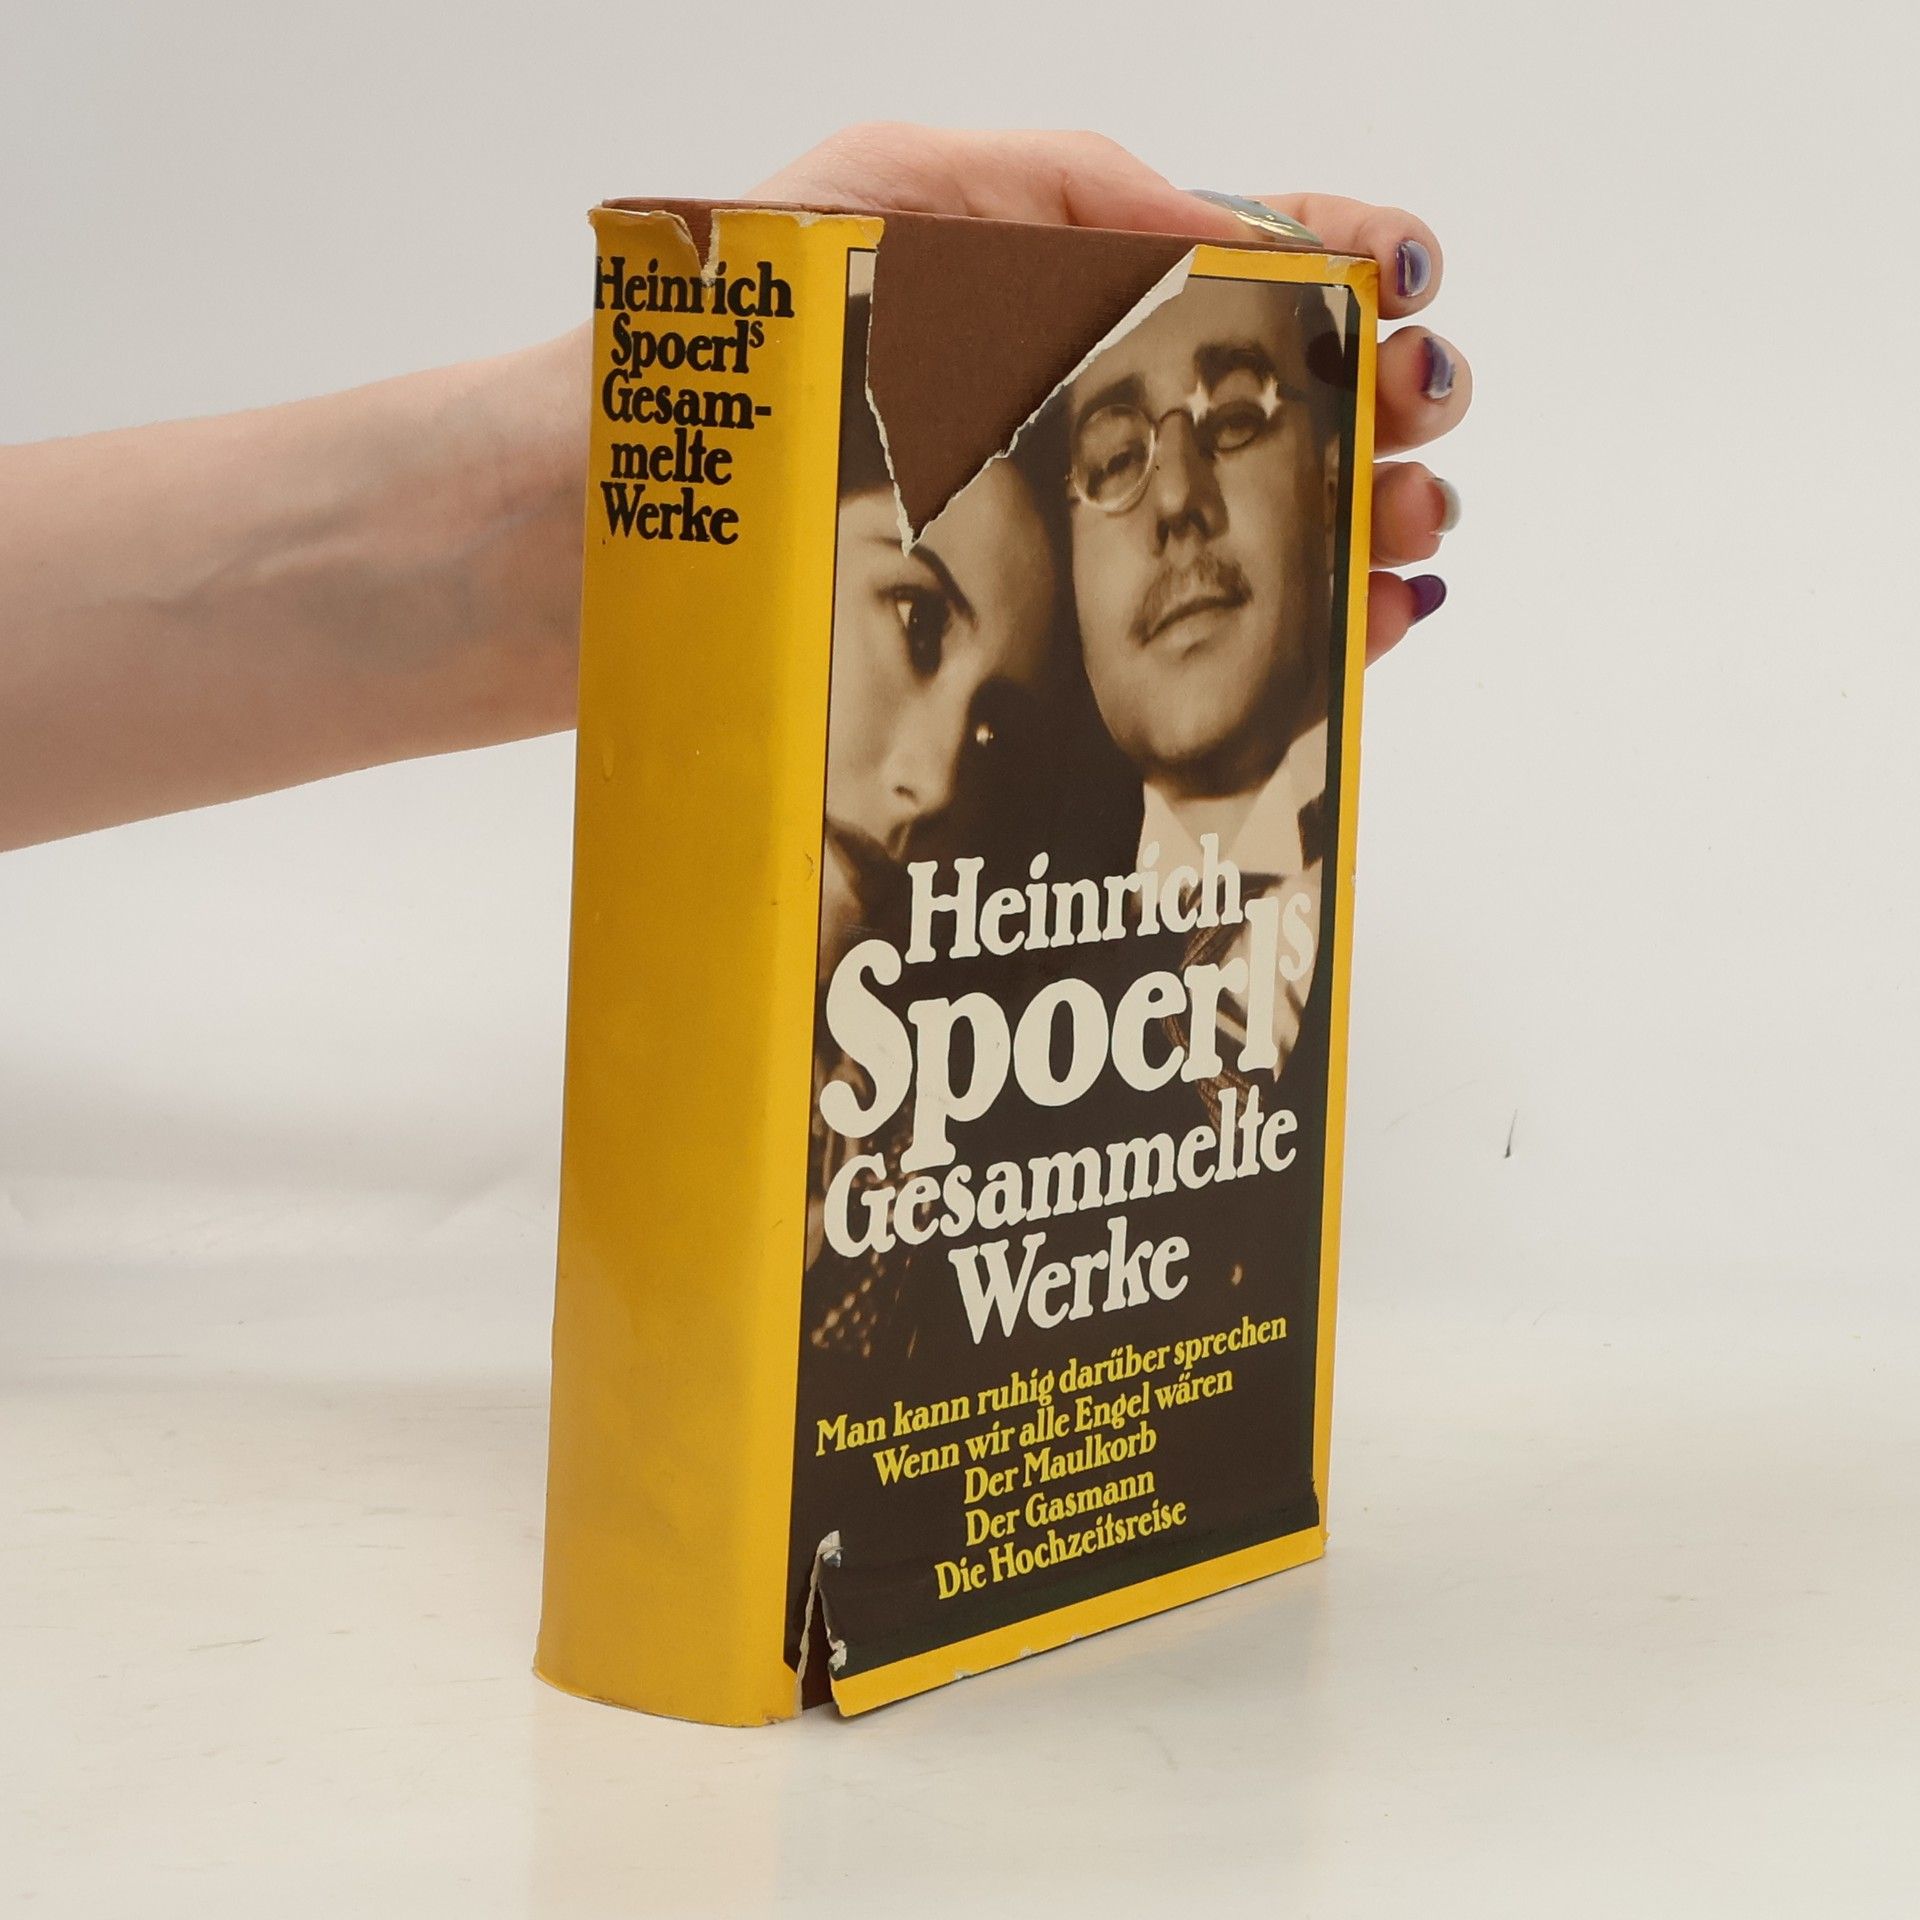 Heinrich
Spoerls
Gesam-
melte
Werke
Heinrich
Spoerls
Gesammelte
Werke
Man kann ruhig darüber sprechen
Wenn wir alle Engel wären
Der Maulkorb
Der Gasmann
Die Hochzeitsreise